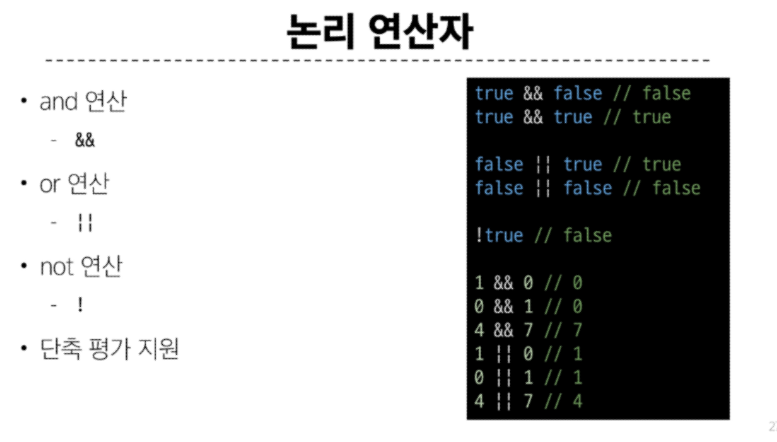 논리 연산자
• and 연산
- &&
• or 연산
- ||
• not 연산
- !
• 단축 평가 지원
true && false // false
true && true // true
false || true // true
false || false // false
!true // false
1 && 0 // 0
0 && 1 // 0
4 && 7 // 7
1 || 0 // 1
0 || 1 // 1
4 || 7 // 4